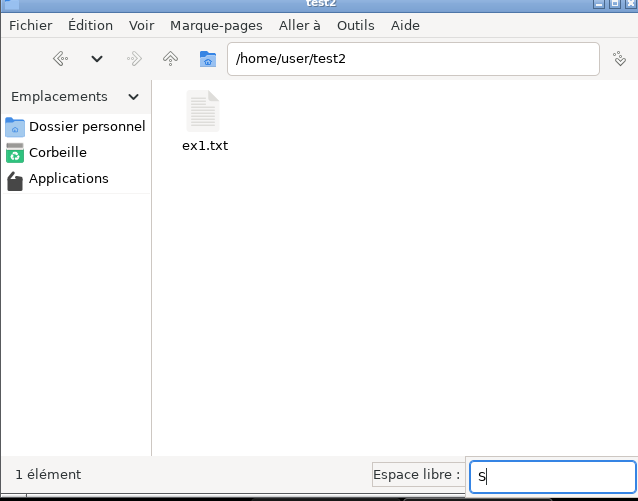 test2
Fichier Édition Voir Marque-pages Aller à Outils Aide
/home/user/test2
Emplacements
Dossier personnel
Corbeille
Applications
ex1.txt
1 élément
Espace libre :
S